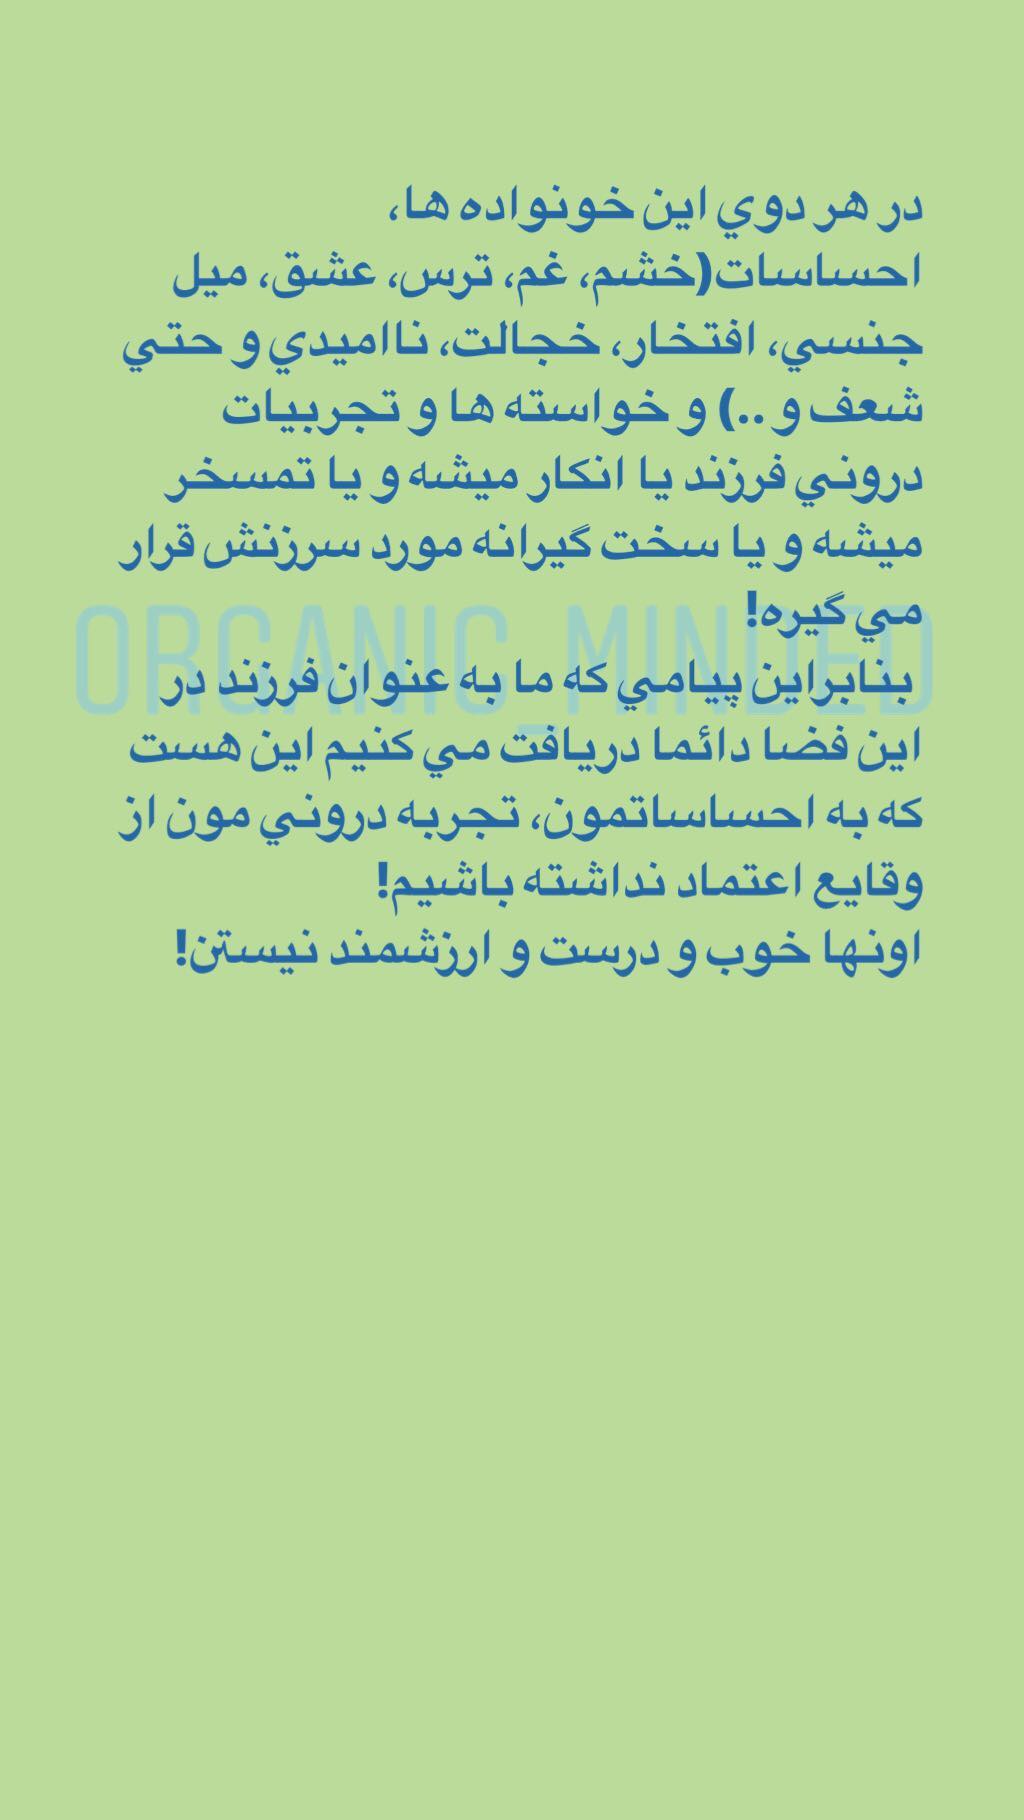 در هر دوي اين خونواده ها،
احساسات(خشم، غم، ترس، عشق، ميل
جنسي، افتخار، خجالت، نااميدي و حتي
شعف و ..) و خواسته ها و تجربيات
دروني فرزند يا انكار ميشه و يا تمسخر
ميشه و يا سخت گيرانه مورد سرزنش قرار
مي گيره!
ORGANIC_MINDED
بنابراين پيامي كه ما به عنوان فرزند در
اين فضا دائما دريافت مي كنيم اين هست
كه به احساساتمون، تجربه دروني مون از
وقايع اعتماد نداشته باشيم!
اونها خوب و درست و ارزشمند نيستن!